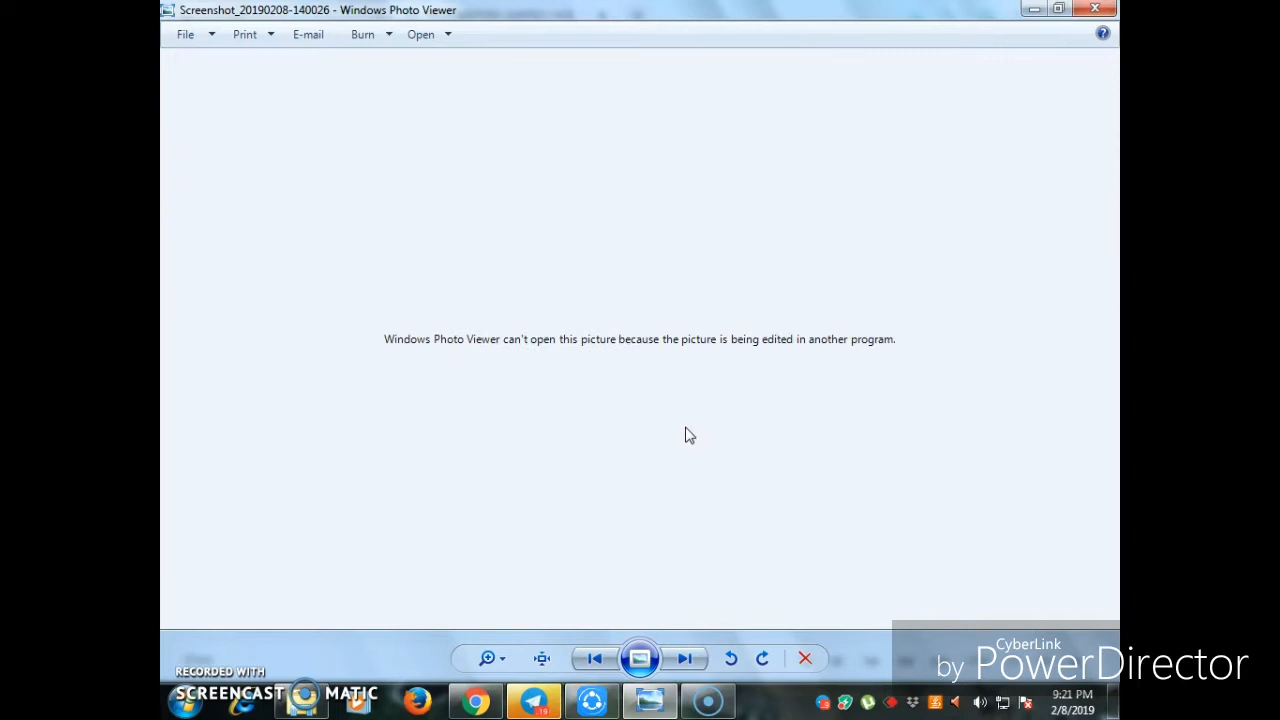 Screenshot_20190208-140026 - Windows Photo Viewer
File Print E-mail Burn Open
?
Windows Photo Viewer can't open this picture because the picture is being edited in another program.
CyberLink
by PowerDirector
RECORDED WITH
SCREENCAST MATIC
19
9:21 PM
2/8/2019